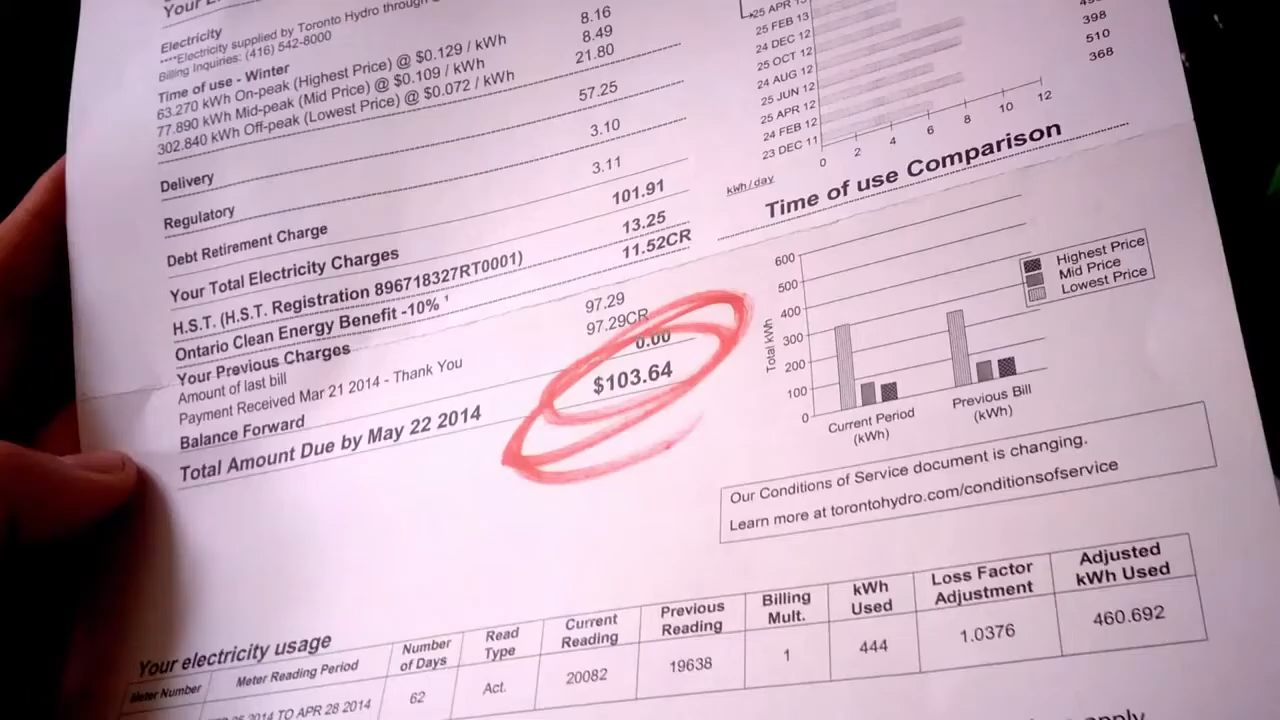 Your
Electricity
****Electricity supplied by Toronto Hydro through
Billing Inquiries: (416) 542-8000
Time of use - Winter
63.270 kWh On-peak (Highest Price) @ $0.129 / kWh 8.16
77.890 kWh Mid-peak (Mid Price) @ $0.109 / kWh 8.49
302.840 kWh Off-peak (Lowest Price) @ $0.072 / kWh 21.80
Delivery 57.25
Regulatory 3.10
Debt Retirement Charge 3.11
Your Total Electricity Charges 101.91
H.S.T. (H.S.T. Registration 896718327RT0001) 13.25
Ontario Clean Energy Benefit -10% 1 11.52CR
Your Previous Charges
Amount of last bill 97.29
Payment Received Mar 21 2014 - Thank You 97.29CR
Balance Forward 0.00
Total Amount Due by May 22 2014 $103.64
25 APR 13
25 FEB 13
24 DEC 12 398
25 OCT 12 510
24 AUG 12 368
25 JUN 12
25 APR 12
24 FEB 12
23 DEC 11
0 2 4 6 8 10 12
kWh / day
Time of use Comparison
600
500
400
300
200
100
0
Total kWh
Highest Price
Mid Price
Lowest Price
Current Period
(kWh)
Previous Bill
(kWh)
Our Conditions of Service document is changing.
Learn more at torontohydro.com/conditionsofservice
Your electricity usage
Meter Number Meter Reading Period Number of Days Read Type Current Reading Previous Reading Billing Mult. kWh Used Loss Factor Adjustment Adjusted kWh Used
2014 TO APR 28 2014 62 Act. 20082 19638 1 444 1.0376 460.692
apply